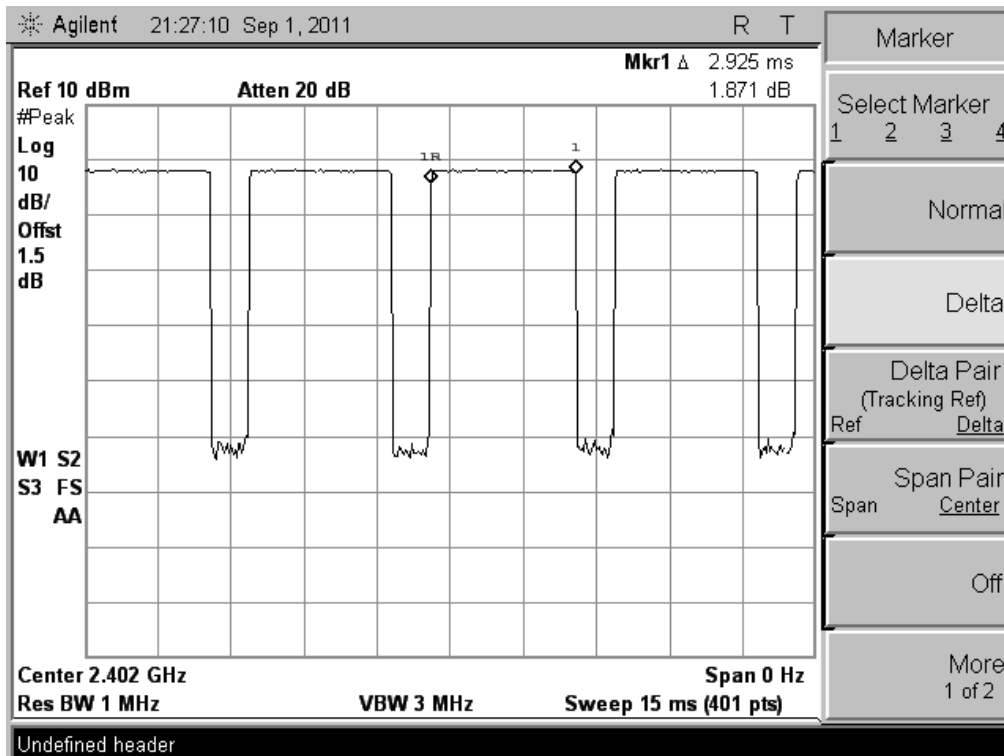 Agilent 21:27:10 Sep 1, 2011 R T
Mkr1 Δ 2.925 ms
Ref 10 dBm Atten 20 dB 1.871 dB
#Peak
Log
10
dB/
Offst
1.5
dB
1R
1
W1 S2
S3 FS
AA
Center 2.402 GHz Span 0 Hz
Res BW 1 MHz VBW 3 MHz Sweep 15 ms (401 pts)
Undefined header
Marker
Select Marker
1 2 3 4
Normal
Delta
Delta Pair
(Tracking Ref)
Ref Delta
Span Pair
Span Center
Off
More
1 of 2